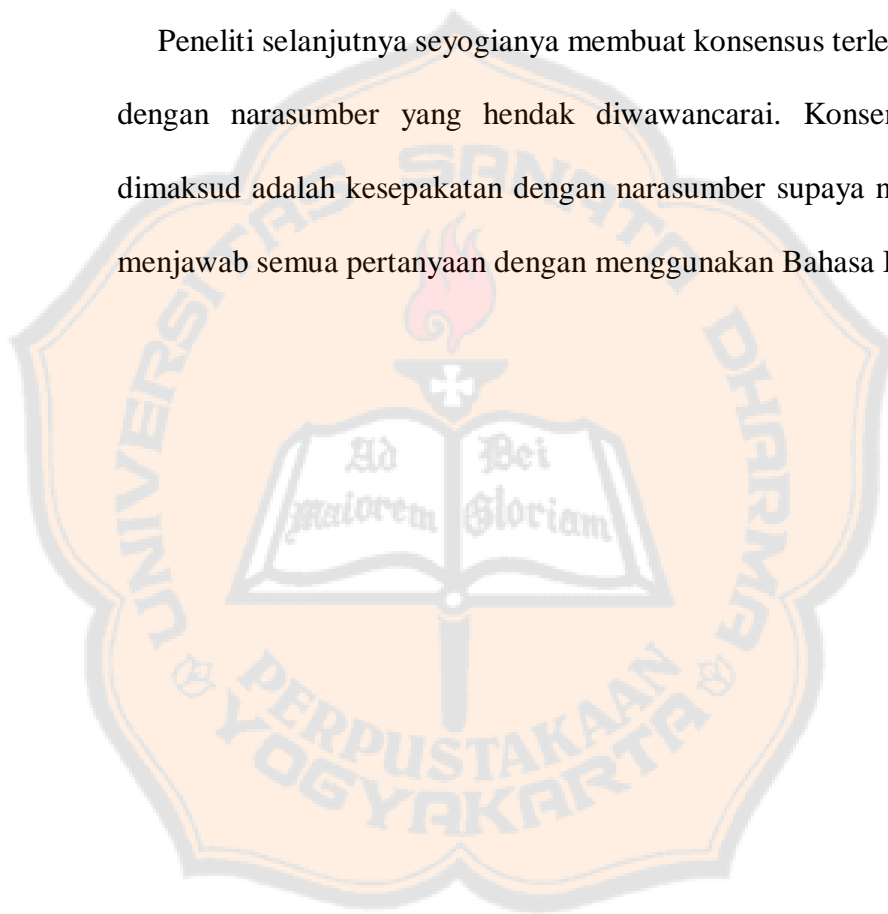 Peneliti selanjutnya seyogianya membuat konsensus
dengan narasumber yang hendak diwawancarai.
dimaksud adalah kesepakatan dengan narasumber supaya
menjawab semua pertanyaan dengan menggunakan Bahasa
UNIVERSITAS SANATA DHARMA
Ad Dei
Maiorem Gloriam
PERPUSTAKAAN
YOGYAKARTA